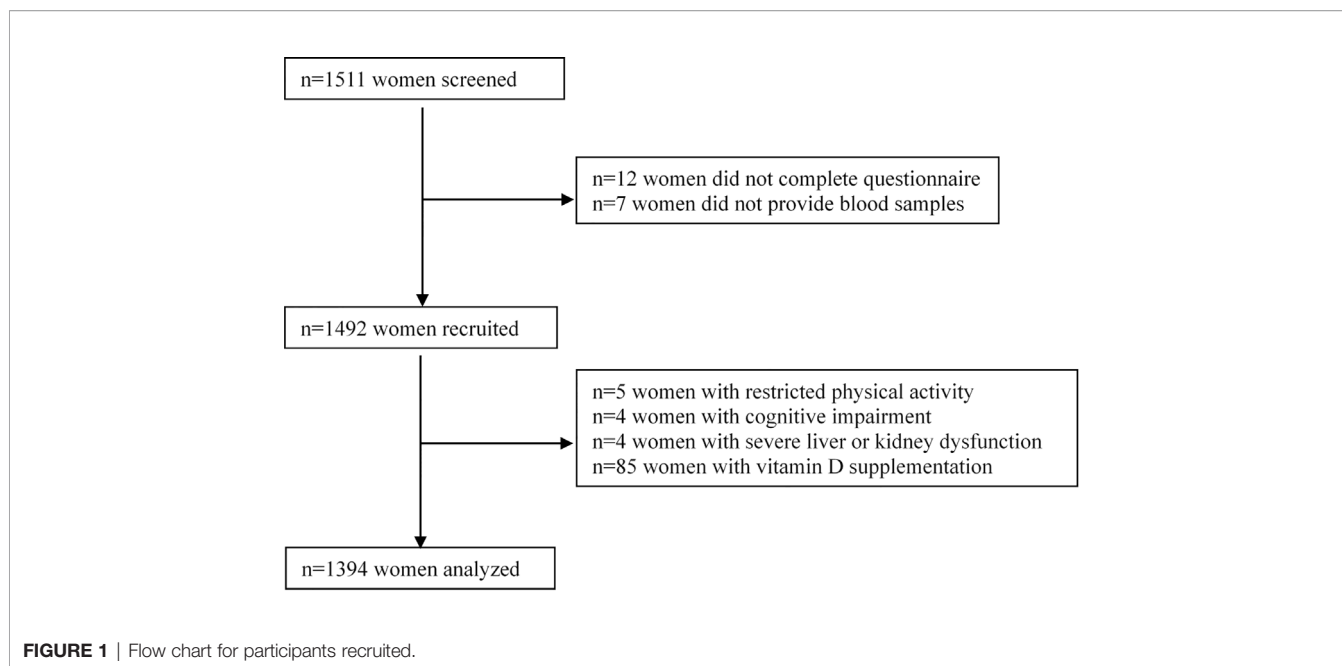 n=1511 women screened
n=12 women did not complete questionnaire
n=7 women did not provide blood samples
n=1492 women recruited
n=5 women with restricted physical activity
n=4 women with cognitive impairment
n=4 women with severe liver or kidney dysfunction
n=85 women with vitamin D supplementation
n=1394 women analyzed
FIGURE 1 | Flow chart for participants recruited.